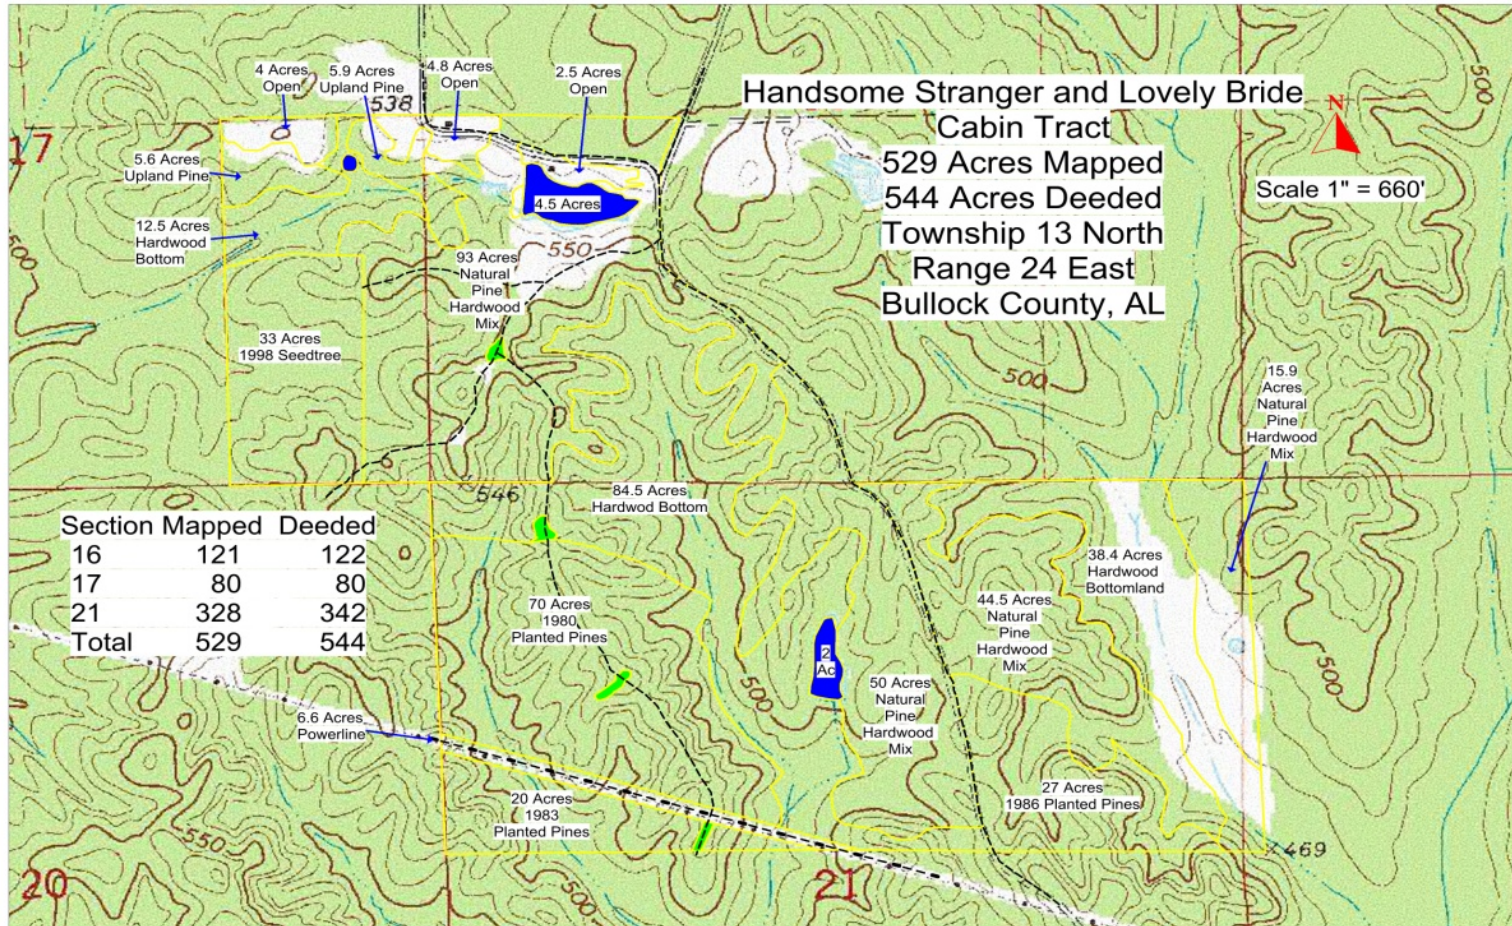 4 Acres
Open
5.9 Acres
Upland Pine
4.8 Acres
Open
2.5 Acres
Open
538
Handsome Stranger and Lovely Bride
Cabin Tract
529 Acres Mapped
544 Acres Deeded
Township 13 North
Range 24 East
Bullock County, AL
N
Scale 1" = 660'
500
17
5.6 Acres
Upland Pine
12.5 Acres
Hardwood
Bottom
500
4.5 Acres
550
93 Acres
Natural
Pine
Hardwood
Mix
33 Acres
1998 Seedtree
500
15.9
Acres
Natural
Pine
Hardwood
Mix
546
84.5 Acres
Hardwod Bottom
Section Mapped Deeded
16 121 122
17 80 80
21 328 342
Total 529 544
38.4 Acres
Hardwood
Bottomland
44.5 Acres
Natural
Pine
Hardwood
Mix
70 Acres
1980
Planted Pines
2
Ac
500
50 Acres
Natural
Pine
Hardwood
Mix
500
6.6 Acres
Powerline
20 Acres
1983
Planted Pines
27 Acres
1986 Planted Pines
550
469
20
500
21